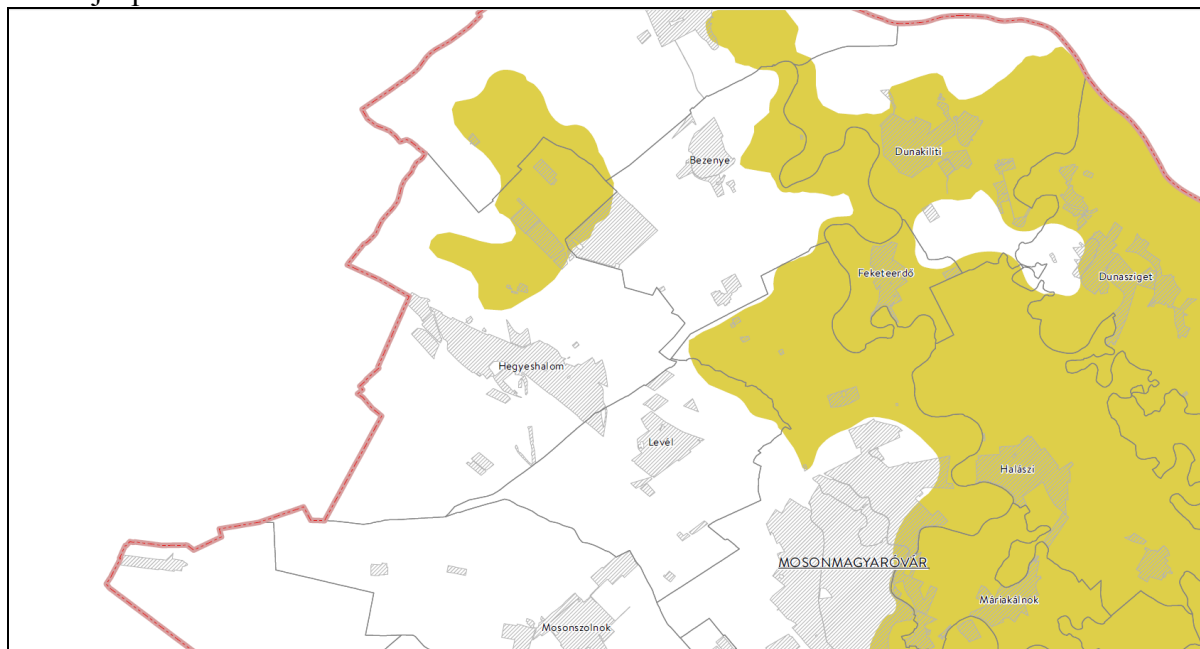 Bezenye
Dunakiliti
Feketeerdő
Dunasziget
Hegyeshalom
Levél
Halászi
MOSONMAGYARÓVÁR
Máriakálnok
Mosonszolnok